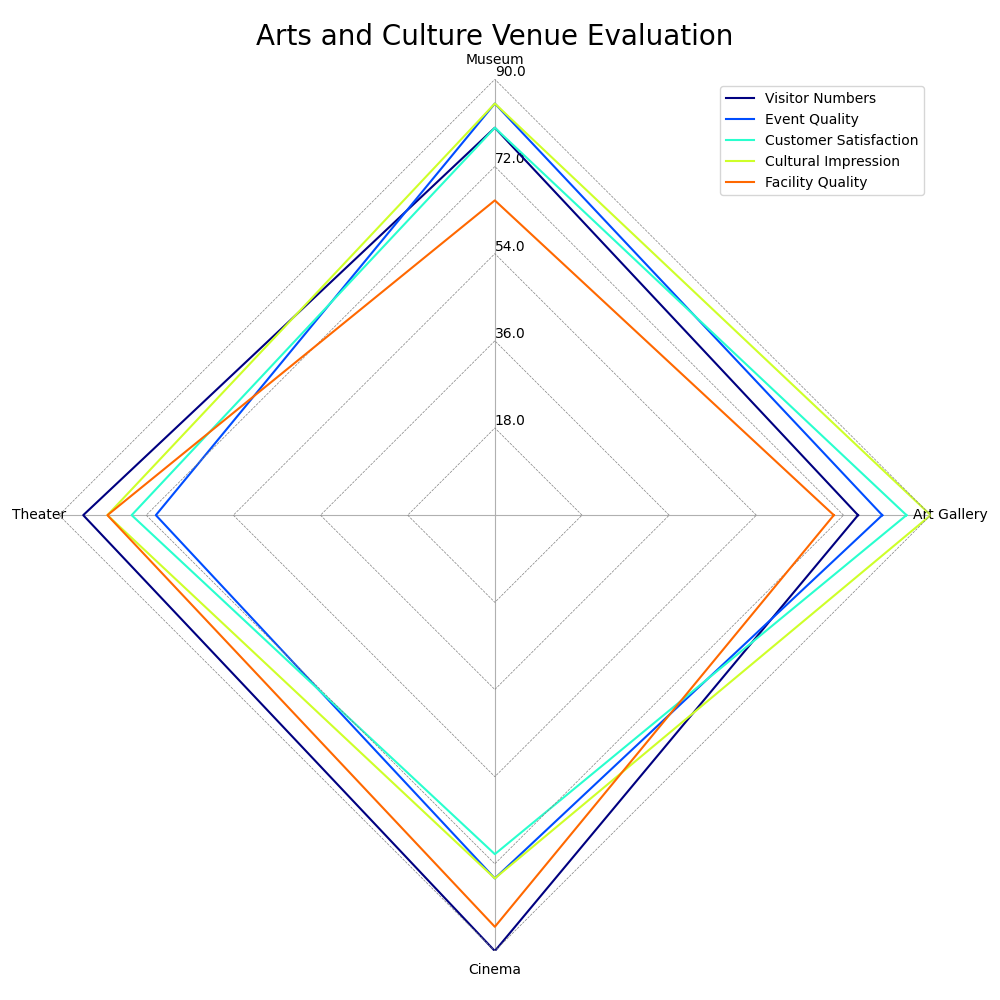 Arts and Culture Venue Evaluation
Museum
90.0
Visitor Numbers
Event Quality
Customer Satisfaction
Cultural Impression
Facility Quality
72.0
54.0
36.0
18.0
Theater
Art Gallery
Cinema